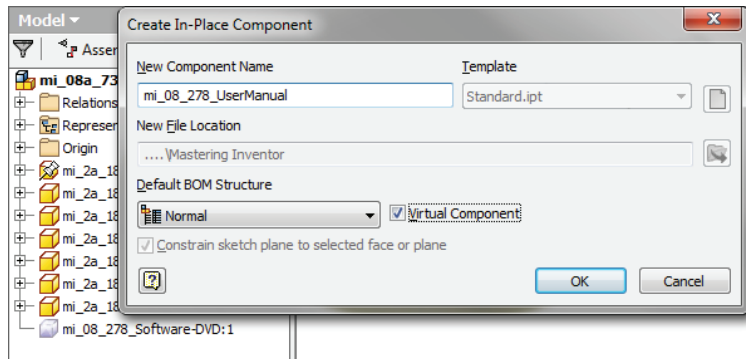 Model
Assem
mi_08a_73
Relations
Represer
Origin
mi_2a_18
mi_2a_18
mi_2a_18
mi_2a_18
mi_2a_18
mi_2a_18
mi_2a_18
mi_08_278_Software-DVD:1
Create In-Place Component
New Component Name
Template
mi_08_278_UserManual
Standard.ipt
New File Location
....\Mastering Inventor
Default BOM Structure
Normal
Virtual Component
Constrain sketch plane to selected face or plane
OK
Cancel